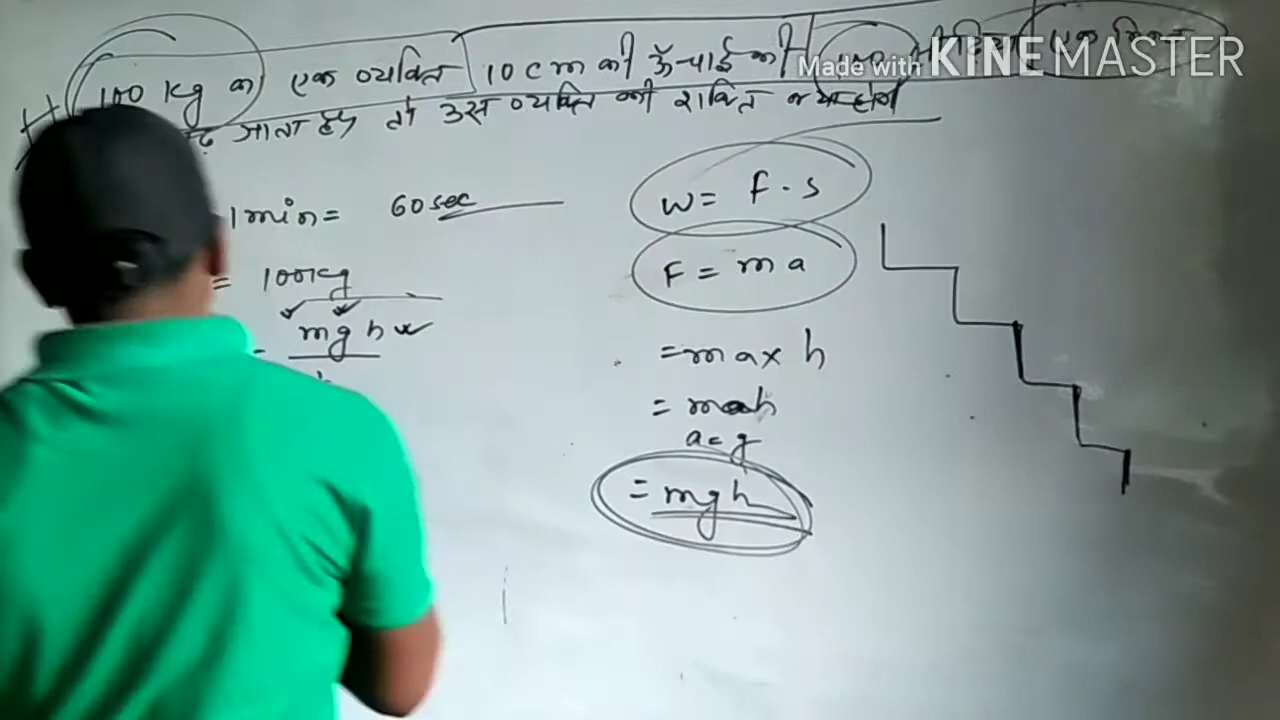 100 Kg का एक व्यक्ति 10 cm की ऊँचाई की
Made with KINEMASTER
जाता है, तो उस व्यक्ति की शक्ति क्या होगी
1 min = 60 sec
= 100 Kg
mgh
w = F · s
F = ma
= ma x h
= mah
a = g
= mgh